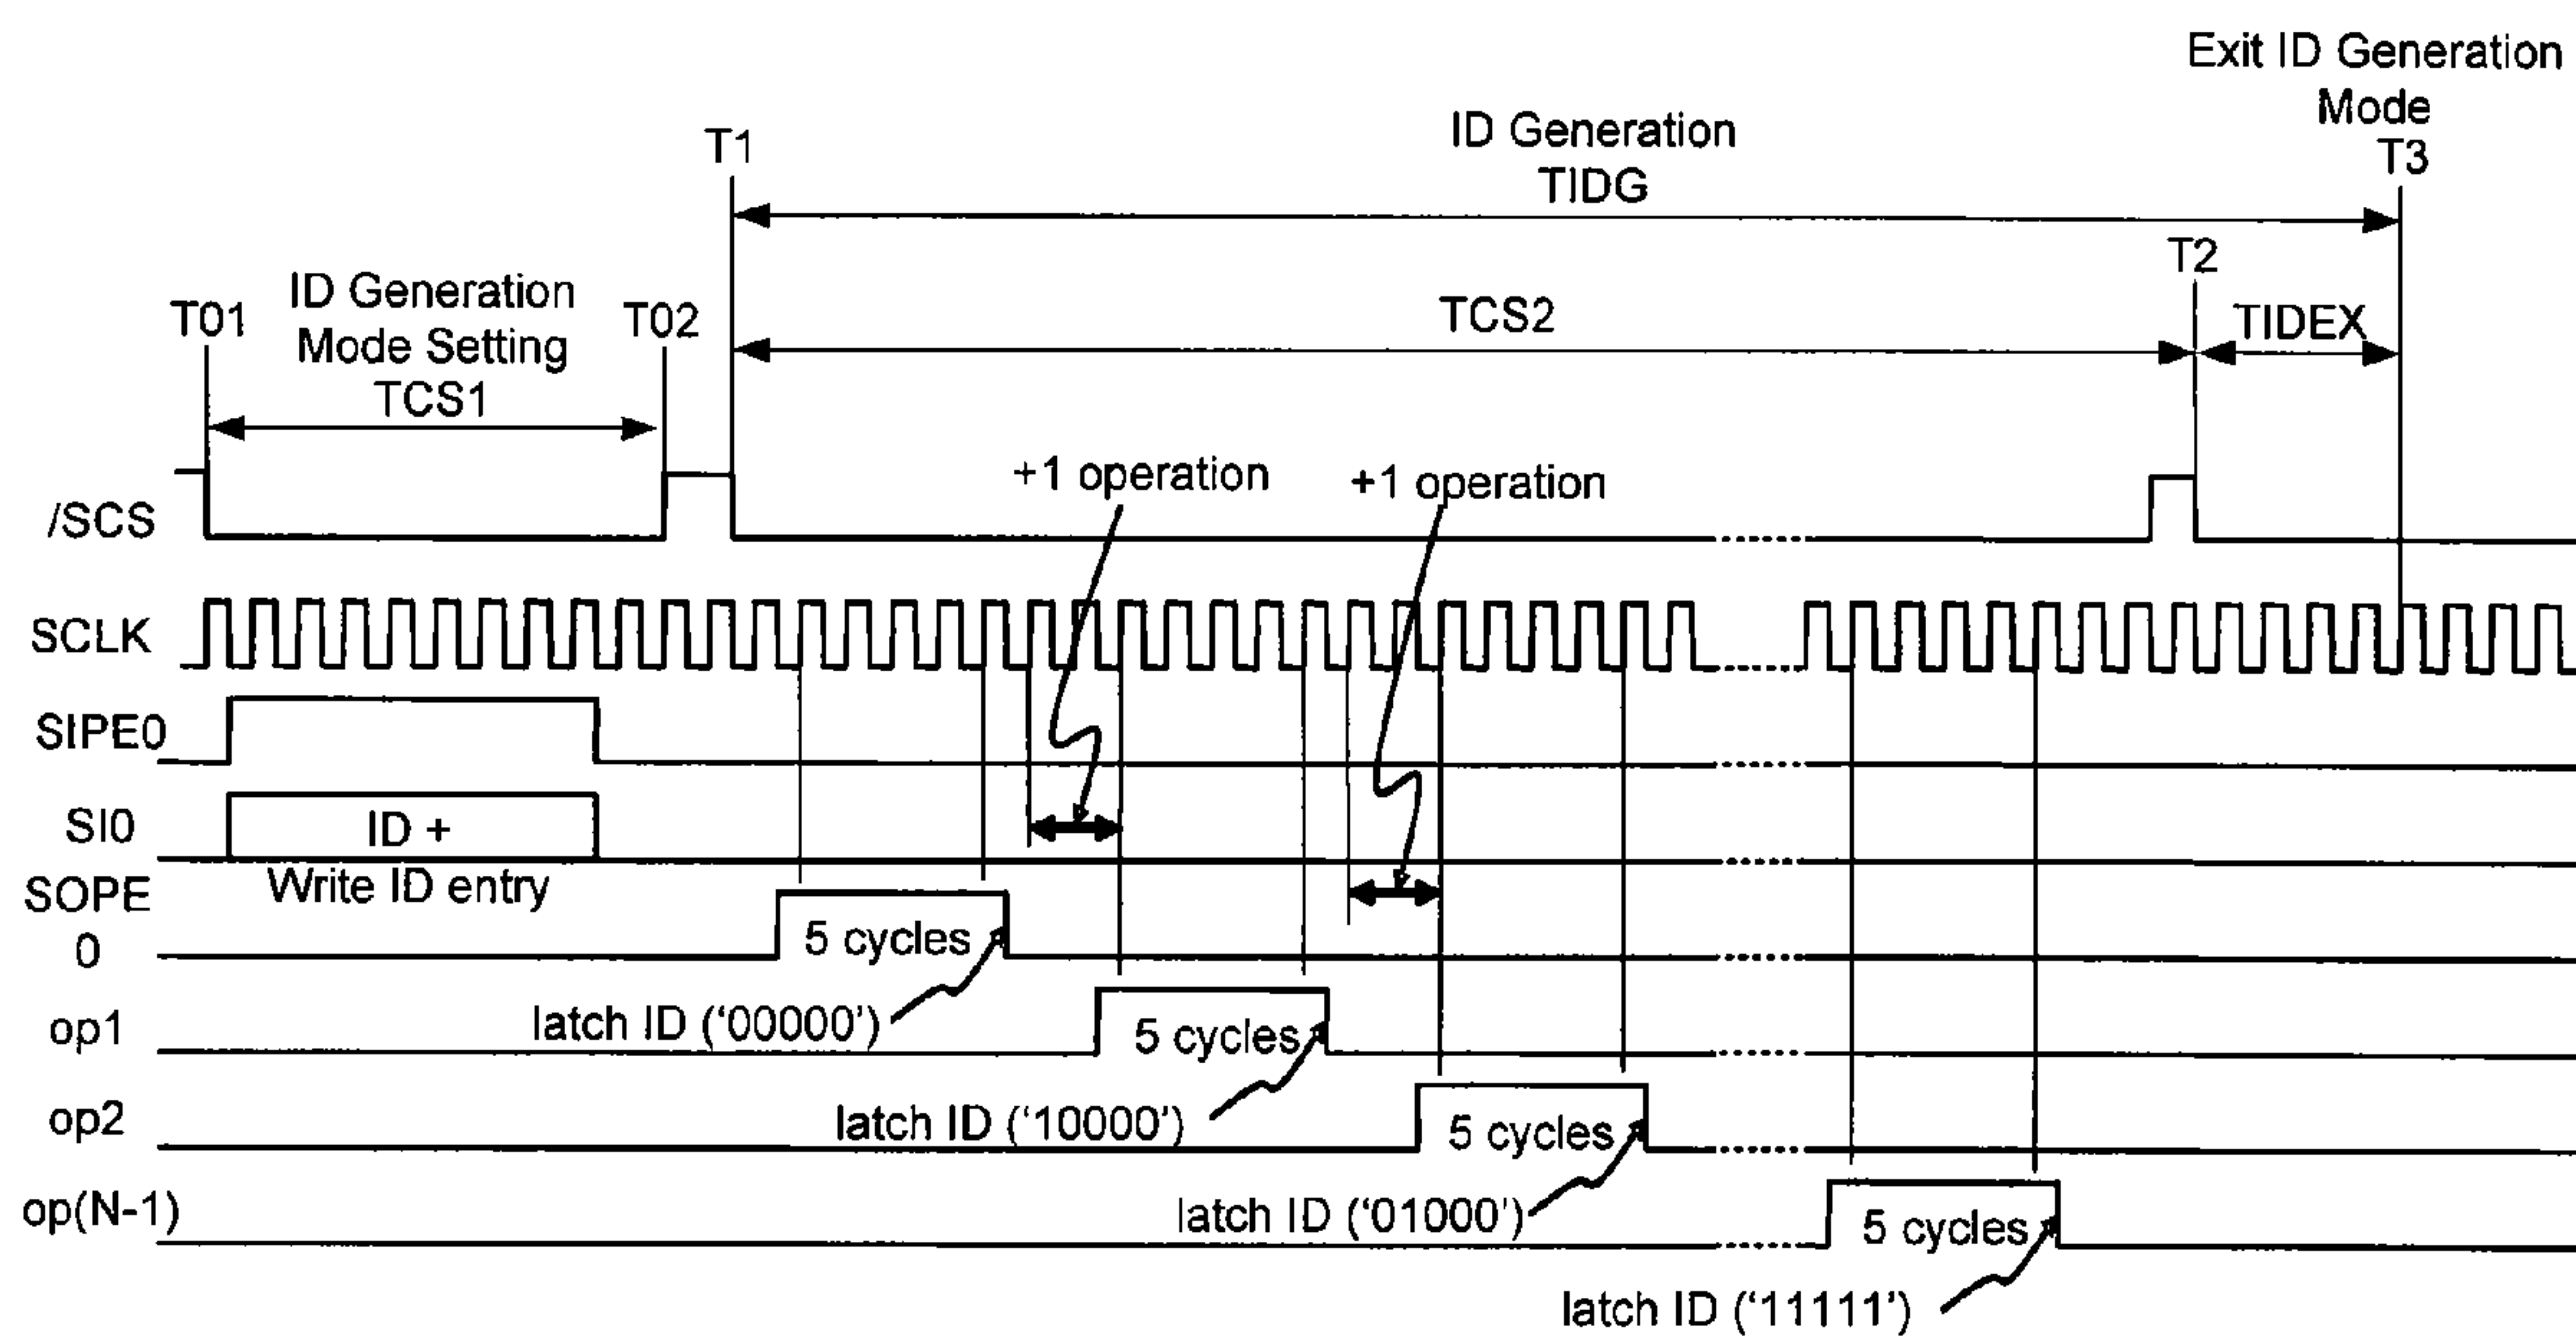 Exit ID Generation
Mode
T3
ID Generation
TIDG
T1
T2
TCS2
TIDEX
T01
ID Generation
Mode Setting
TCS1
T02
+1 operation
+1 operation
/SCS
SCLK
SIPE0
SI0
ID +
Write ID entry
SOPE
0
5 cycles
latch ID ('00000')
op1
5 cycles
latch ID ('10000')
op2
5 cycles
latch ID ('01000')
op(N-1)
5 cycles
latch ID ('11111')